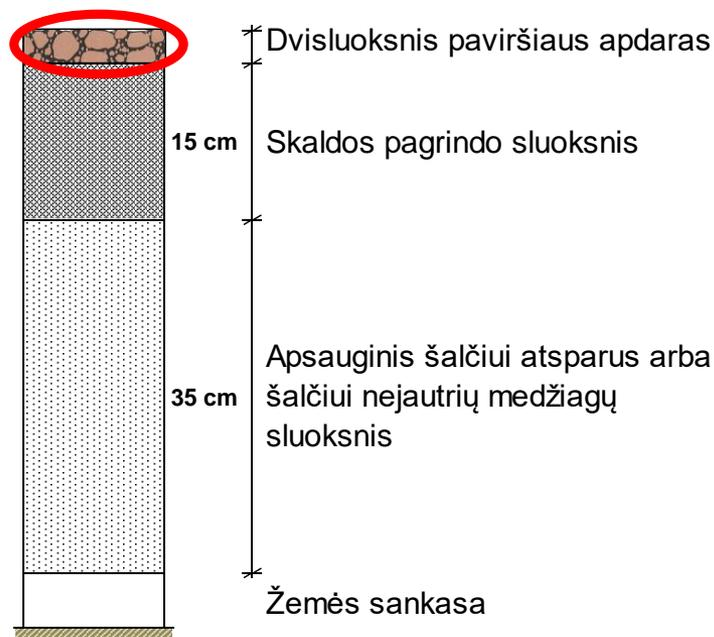 Dvisluoksnis paviršiaus apdaras
15 cm
Skaldos pagrindo sluoksnis
Apsauginis šalčiui atsparus arba
35 cm
šalčiui nejautrių medžiagų
sluoksnis
Žemės sankasa